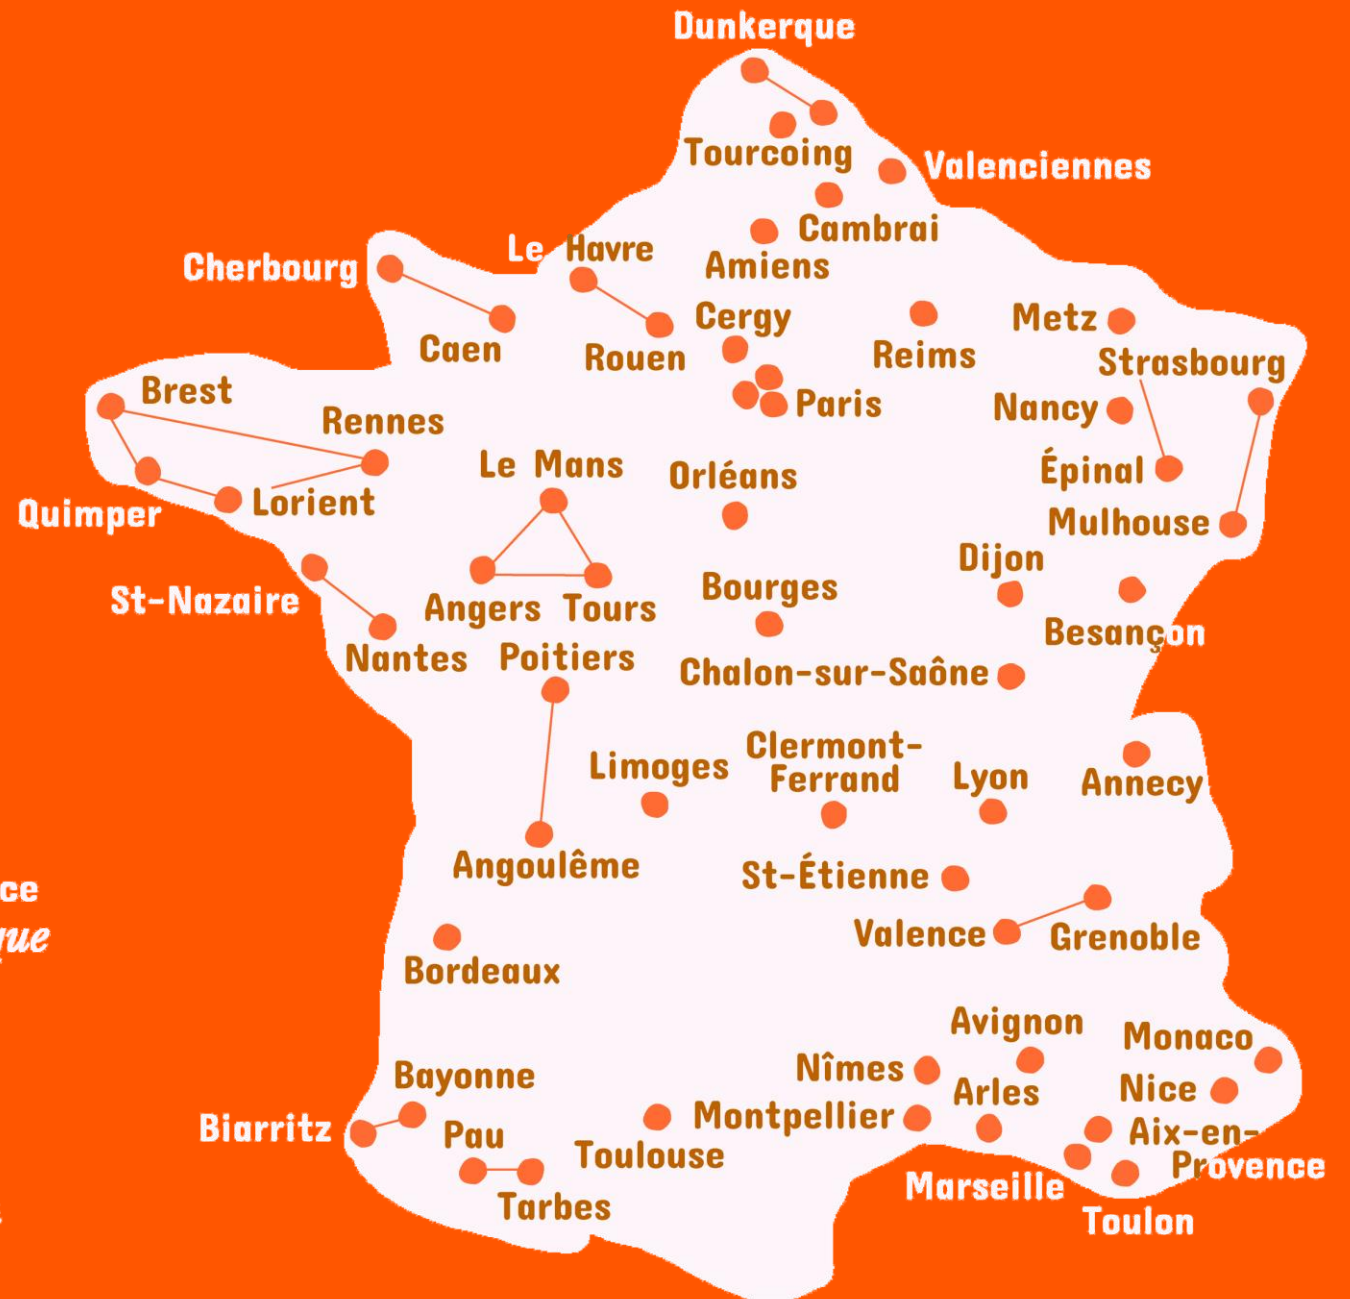 Dunkerque
Tourcoing
Valenciennes
Cambrai
Le Havre
Amiens
Cherbourg
Cergy
Metz
Caen
Rouen
Reims
Strasbourg
Brest
Paris
Nancy
Rennes
Le Mans
Orléans
Épinal
Lorient
Quimper
Mulhouse
Dijon
Bourges
St-Nazaire
Angers
Tours
Besançon
Nantes
Poitiers
Chalon-sur-Saône
Clermont-
Ferrand
Limoges
Lyon
Annecy
Angoulême
St-Étienne
ce
que
Valence
Grenoble
Bordeaux
Avignon
Monaco
Nîmes
Bayonne
Nice
Arles
Montpellier
Biarritz
Pau
Aix-en-
Provence
Toulouse
Marseille
Tarbes
Toulon